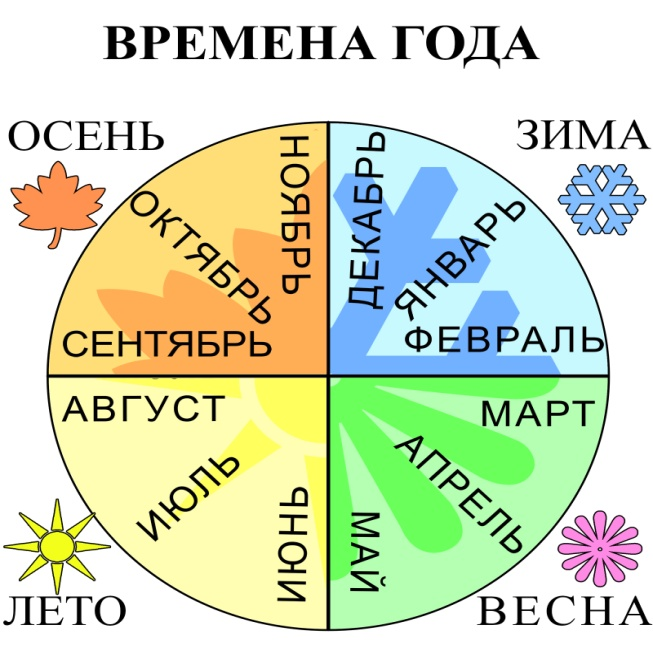 ВРЕМЕНА ГОДА
ОСЕНЬ
ЗИМА
НОЯБРЬ
ОКТЯБРЬ
СЕНТЯБРЬ
ДЕКАБРЬ
ЯНВАРЬ
ФЕВРАЛЬ
АВГУСТ
ИЮЛЬ
ИЮНЬ
МАРТ
АПРЕЛЬ
МАЙ
ЛЕТО
ВЕСНА